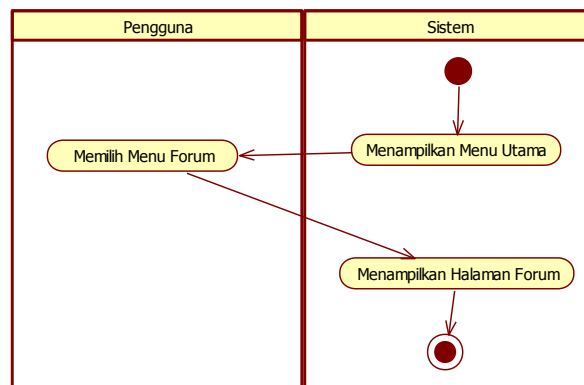 Pengguna
Sistem
Menampilkan Menu Utama
Memilih Menu Forum
Menampilkan Halaman Forum